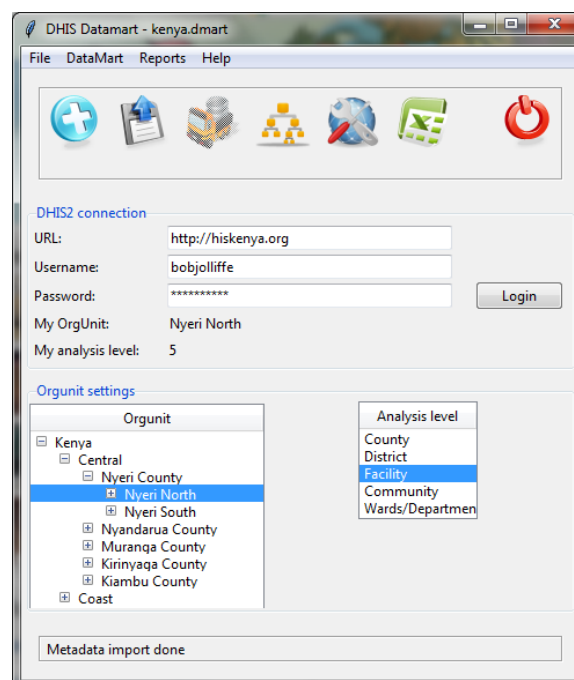 DHIS Datamart - kenya.dmart
File DataMart Reports Help
DHIS2 connection
URL: http://hiskenya.org
Username: bobjolliffe
Password: ********** Login
My OrgUnit: Nyeri North
My analysis level: 5
Orgunit settings
Orgunit
Kenya
Central
Nyeri County
Nyeri North
Nyeri South
Nyandarua County
Muranga County
Kirinyaga County
Kiambu County
Coast
Analysis level
County
District
Facility
Community
Wards/Departmen
Metadata import done